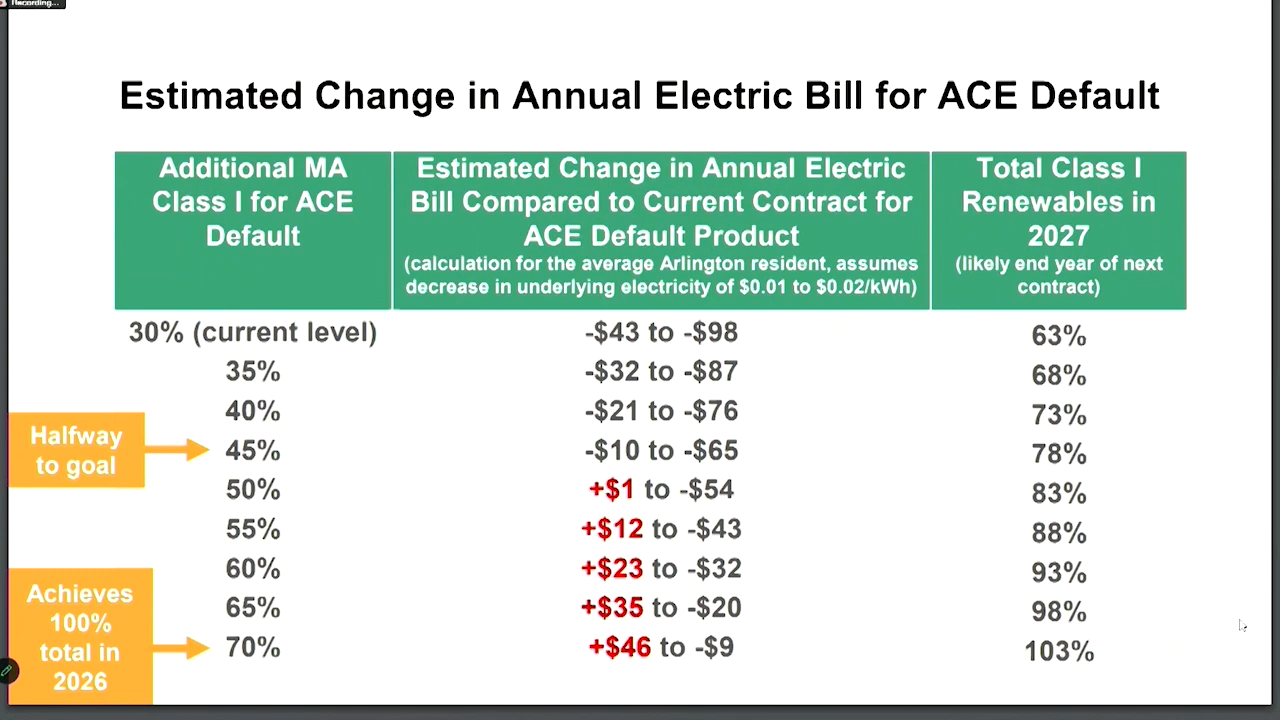 Recording...
Estimated Change in Annual Electric Bill for ACE Default
Additional MA
Class I for ACE
Default
Estimated Change in Annual Electric
Bill Compared to Current Contract for
ACE Default Product
(calculation for the average Arlington resident, assumes
decrease in underlying electricity of $0.01 to $0.02/kWh)
Total Class I
Renewables in
2027
(likely end year of next
contract)
30% (current level) -$43 to -$98 63%
35% -$32 to -$87 68%
40% -$21 to -$76 73%
Halfway
to goal
45% -$10 to -$65 78%
50% +$1 to -$54 83%
55% +$12 to -$43 88%
60% +$23 to -$32 93%
65% +$35 to -$20 98%
Achieves
100%
total in
2026
70% +$46 to -$9 103%